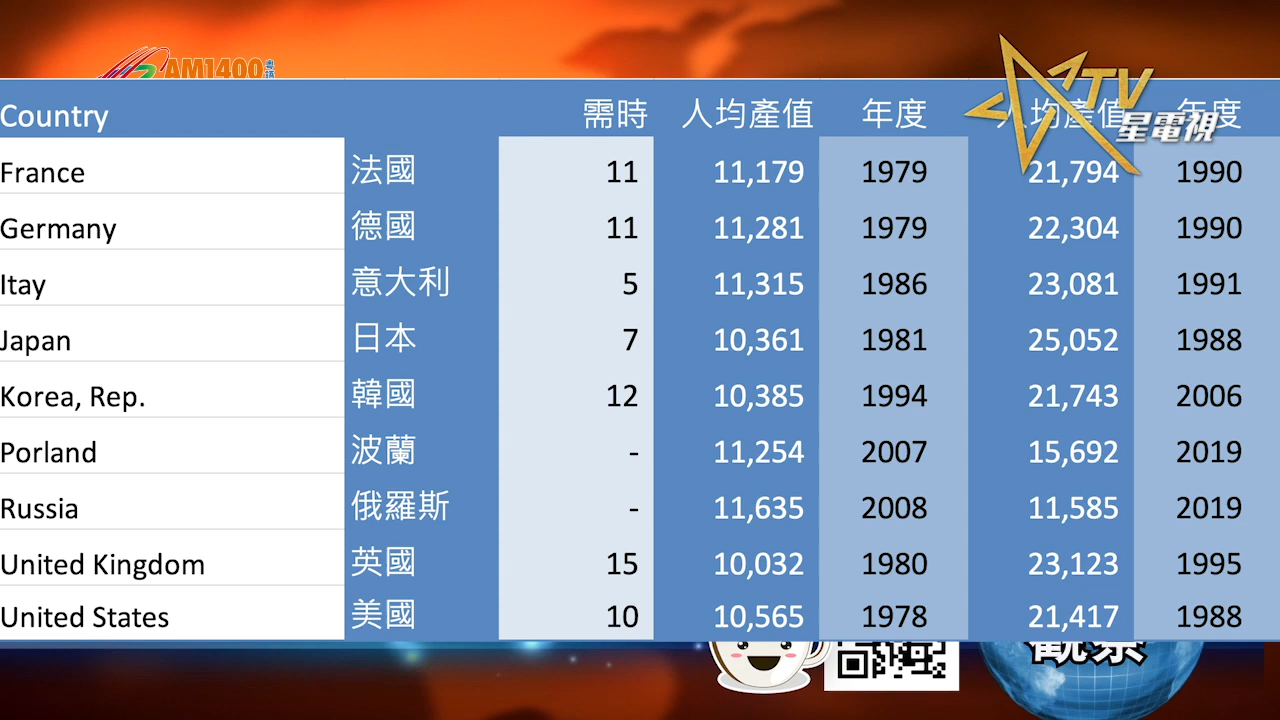 AM1400 粵語
TV
星電視
Country 需時 人均產值 年度 人均產值 年度
France 法國 11 11,179 1979 21,794 1990
Germany 德國 11 11,281 1979 22,304 1990
Itay 意大利 5 11,315 1986 23,081 1991
Japan 日本 7 10,361 1981 25,052 1988
Korea, Rep. 韓國 12 10,385 1994 21,743 2006
Porland 波蘭 - 11,254 2007 15,692 2019
Russia 俄羅斯 - 11,635 2008 11,585 2019
United Kingdom 英國 15 10,032 1980 23,123 1995
United States 美國 10 10,565 1978 21,417 1988
觀察